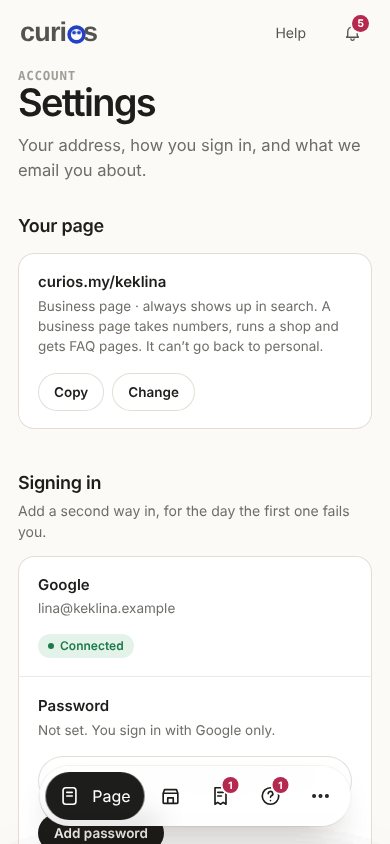 curios
Help
5
ACCOUNT
Settings
Your address, how you sign in, and what we
email you about.
Your page
curios.my/keklina
Business page · always shows up in search. A
business page takes numbers, runs a shop and
gets FAQ pages. It can’t go back to personal.
Copy
Change
Signing in
Add a second way in, for the day the first one fails
you.
Google
lina@keklina.example
Connected
Password
Not set. You sign in with Google only.
Page
1
1
Add password